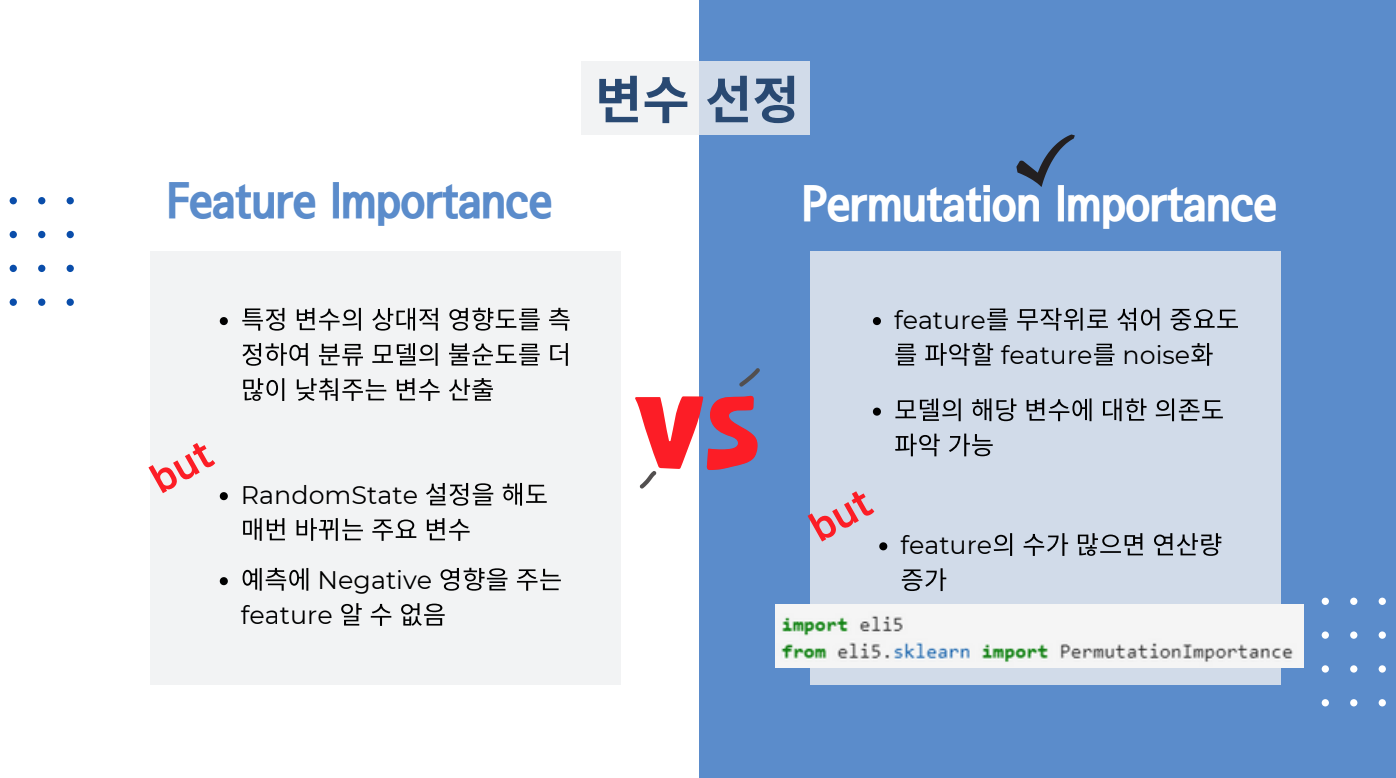 변수 선정
Feature Importance
• 특정 변수의 상대적 영향도를 측
정하여 분류 모델의 불순도를 더
많이 낮춰주는 변수 산출
but
• RandomState 설정을 해도
매번 바뀌는 주요 변수
• 예측에 Negative 영향을 주는
feature 알 수 없음
VS
Permutation Importance
• feature를 무작위로 섞어 중요도
를 파악할 feature를 noise화
• 모델의 해당 변수에 대한 의존도
파악 가능
but
• feature의 수가 많으면 연산량
증가
import eli5
from eli5.sklearn import PermutationImportance